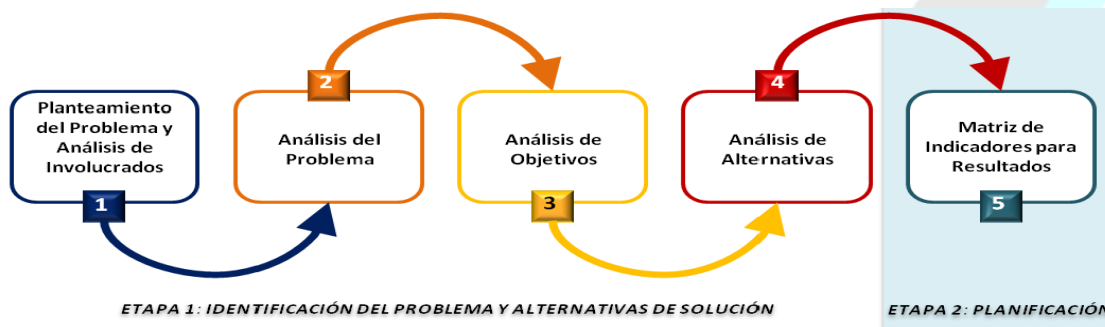 Planteamiento
del Problema y
Análisis de
Involucrados
1
2
Análisis del
Problema
Análisis de
Objetivos
3
4
Análisis de
Alternativas
Matriz de
Indicadores para
Resultados
5
ETAPA 1: IDENTIFICACIÓN DEL PROBLEMA Y ALTERNATIVAS DE SOLUCIÓN
ETAPA 2: PLANIFICACIÓN